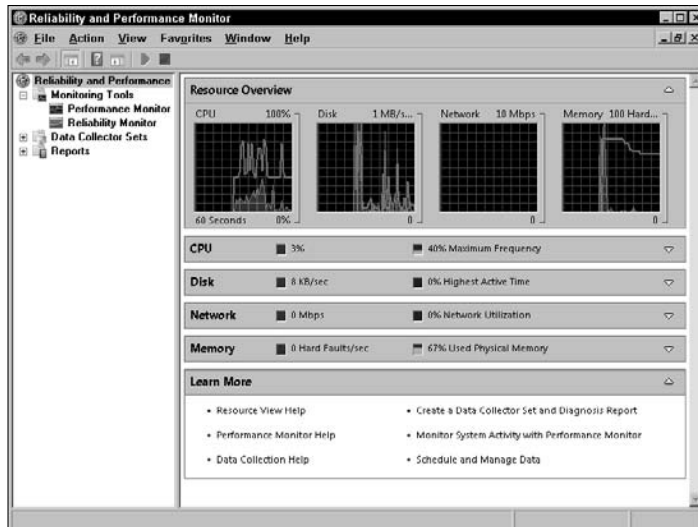 Reliability and Performance Monitor
File Action View Favorites Window Help
Reliability and Performance
Monitoring Tools
Performance Monitor
Reliability Monitor
Data Collector Sets
Reports
Resource Overview
CPU 100% Disk 1 MB/s... Network 10 Mbps Memory 100 Hard...
60 Seconds 0% 0 0 0
CPU 3% 40% Maximum Frequency
Disk 8 KB/sec 0% Highest Active Time
Network 0 Mbps 0% Network Utilization
Memory 0 Hard Faults/sec 67% Used Physical Memory
Learn More
• Resource View Help • Create a Data Collector Set and Diagnosis Report
• Performance Monitor Help • Monitor System Activity with Performance Monitor
• Data Collection Help • Schedule and Manage Data